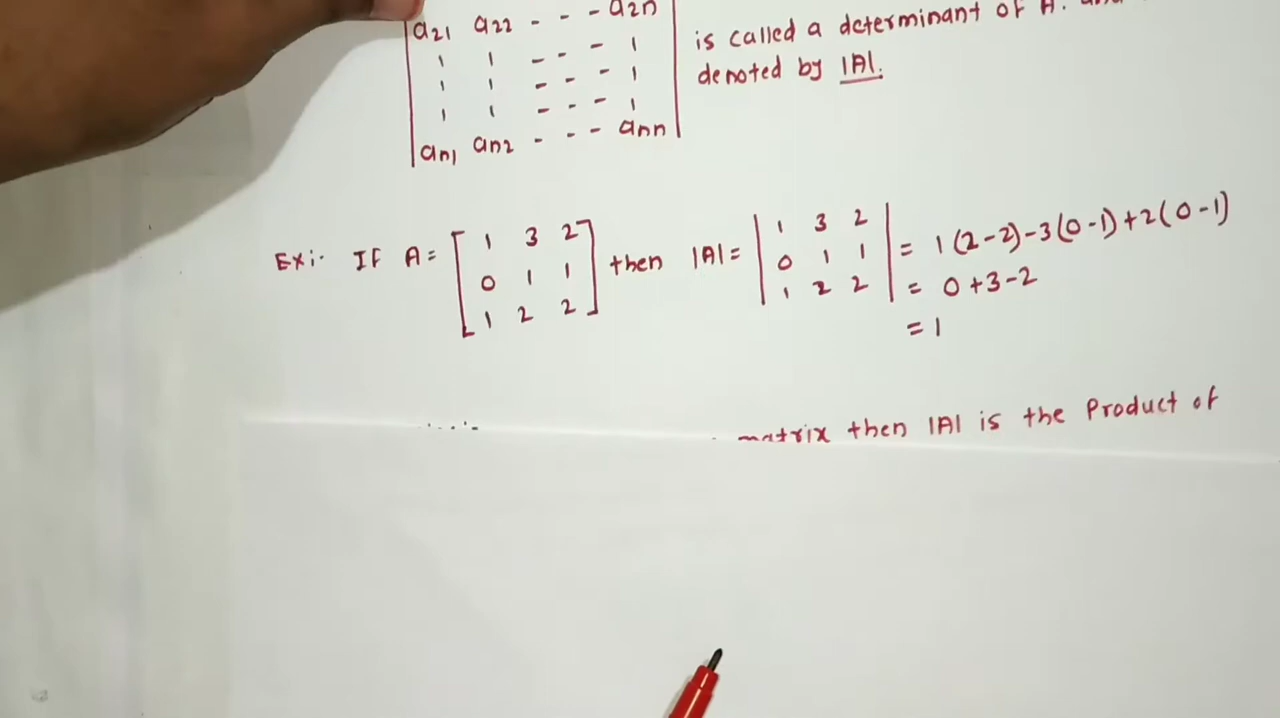 a21 a22 - - - a2n
ı ı - - - ı
ı ı - - - ı
ı ı - - - ı
an1 an2 - - - ann
is called a determinant of A.
denoted by |A|.
Ex:- IF A = [ 1 3 2 then |A| = | 1 3 2 | = 1(2-2)-3(0-1)+2(0-1)
0 1 1 0 1 1
1 2 2 ] 1 2 2 = 0+3-2
= 1
matrix then |A| is the Product of